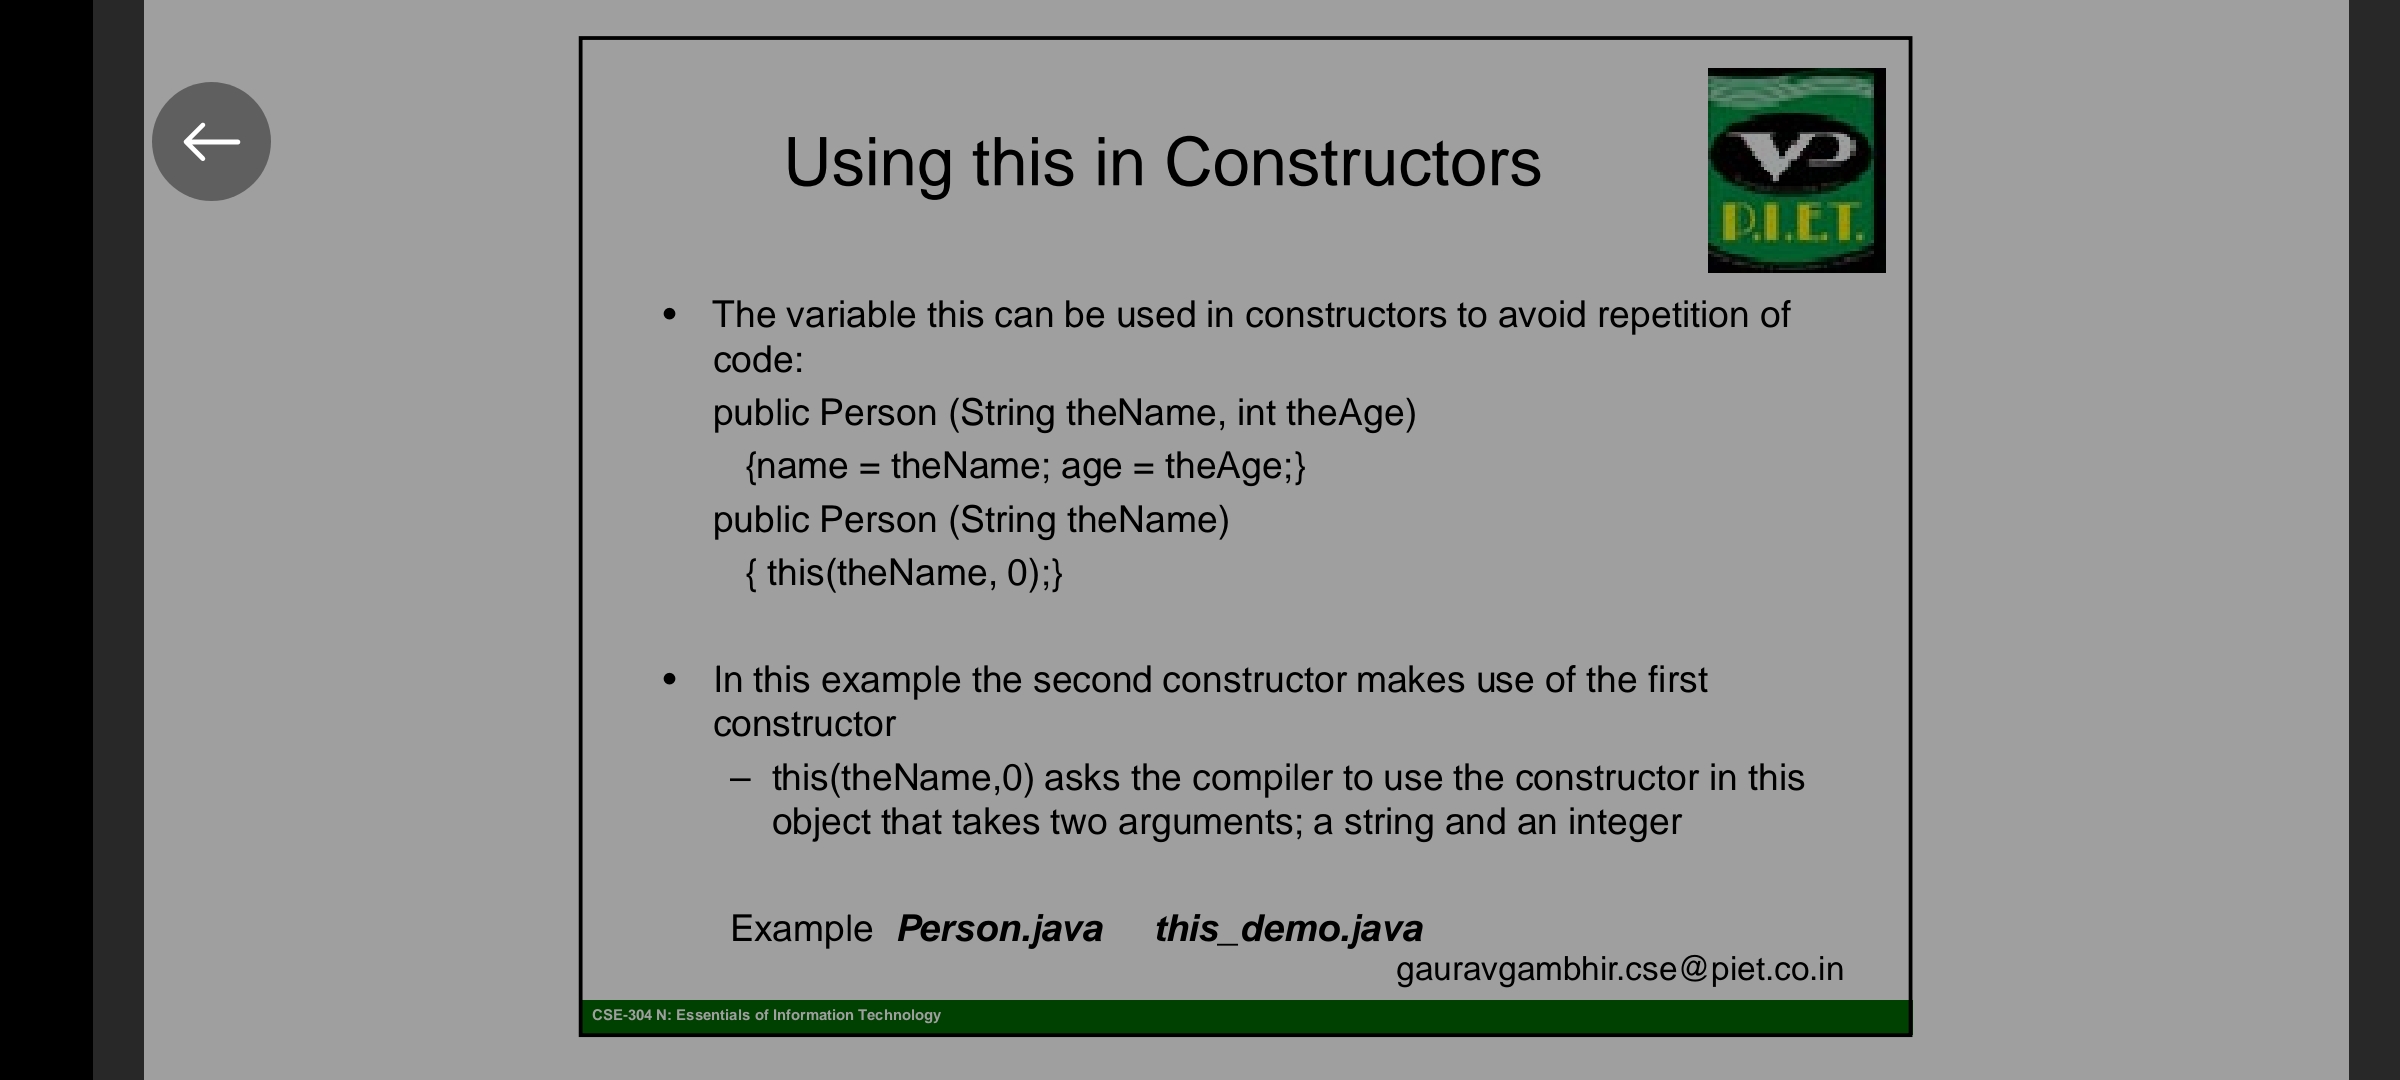 Using this in Constructors
VP
P.I.E.T.
• The variable this can be used in constructors to avoid repetition of
code:
public Person (String theName, int theAge)
{name = theName; age = theAge;}
public Person (String theName)
{ this(theName, 0);}
• In this example the second constructor makes use of the first
constructor
– this(theName,0) asks the compiler to use the constructor in this
object that takes two arguments; a string and an integer
Example Person.java this_demo.java
gauravgambhir.cse@piet.co.in
CSE-304 N: Essentials of Information Technology